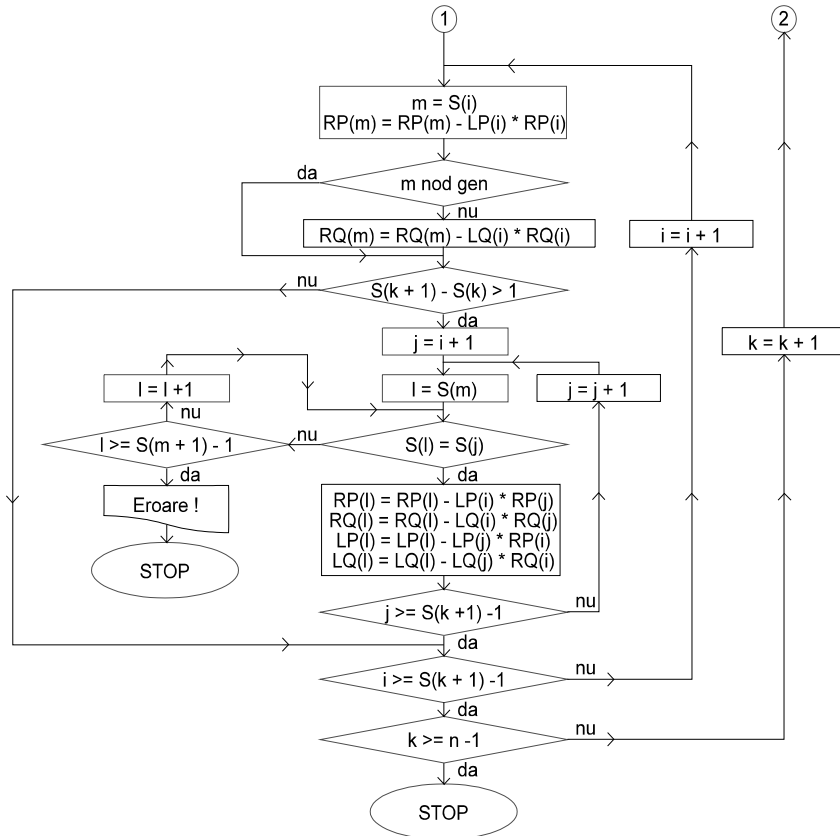 1
2
m = S(i)
RP(m) = RP(m) - LP(i) * RP(i)
da
m nod gen
nu
RQ(m) = RQ(m) - LQ(i) * RQ(i)
i = i + 1
nu
S(k + 1) - S(k) > 1
da
j = i + 1
k = k + 1
l = l +1
l = S(m)
j = j + 1
nu
l >= S(m + 1) - 1
nu
S(l) = S(j)
da
da
Eroare !
RP(l) = RP(l) - LP(i) * RP(j)
RQ(l) = RQ(l) - LQ(i) * RQ(j)
LP(l) = LP(l) - LP(j) * RP(i)
LQ(l) = LQ(l) - LQ(j) * RQ(i)
STOP
j >= S(k +1) -1
nu
da
i >= S(k + 1) -1
nu
da
k >= n -1
nu
da
STOP